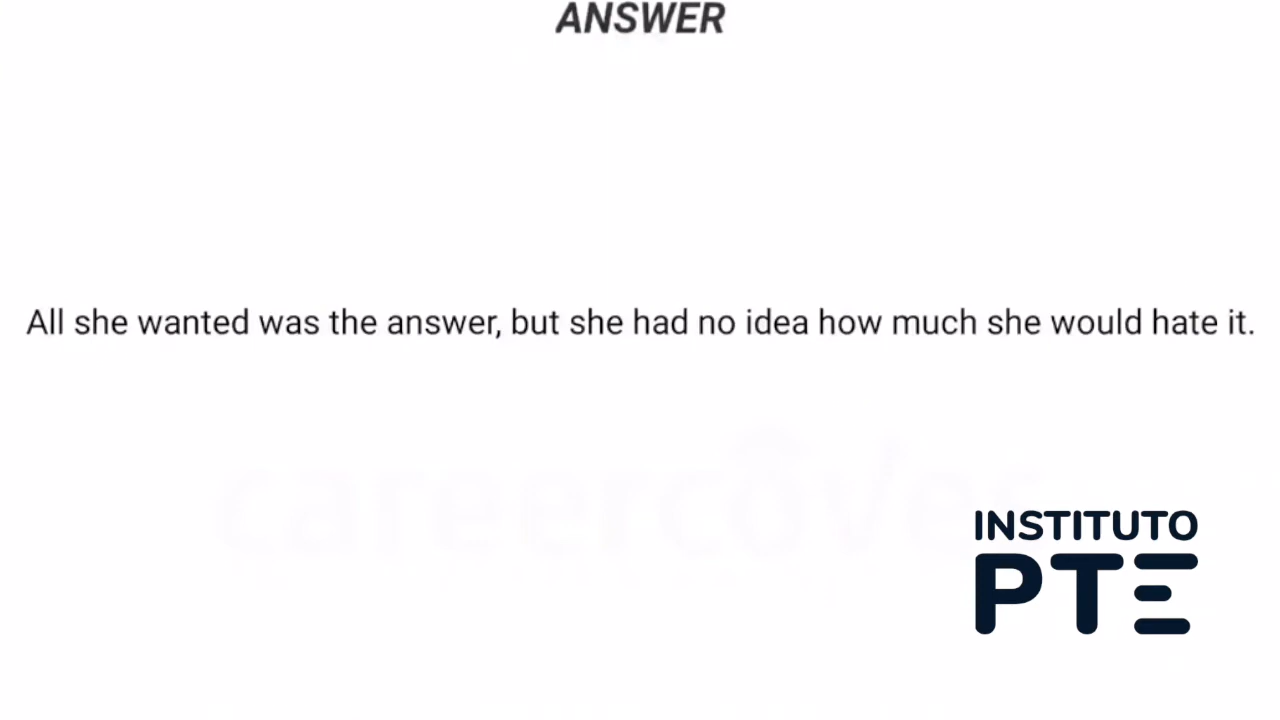 ANSWER
All she wanted was the answer, but she had no idea how much she would hate it.
INSTITUTO
PTE